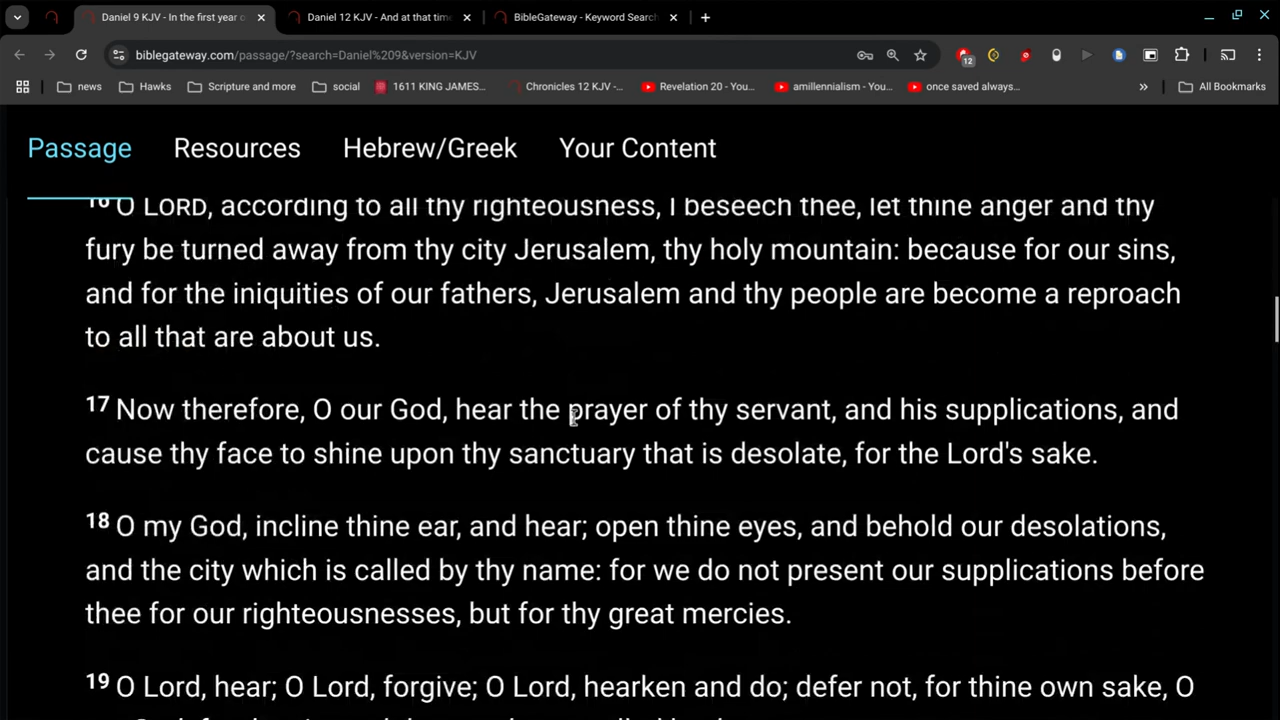 Daniel 9 KJV - In the first year o
Daniel 12 KJV - And at that time
BibleGateway - Keyword Search
biblegateway.com/passage/?search=Daniel%209&version=KJV
12
news
Hawks
Scripture and more
social
1611 KING JAMES...
Chronicles 12 KJV -...
Revelation 20 - You...
amillennialism - You...
once saved always...
»
All Bookmarks
Passage
Resources
Hebrew/Greek
Your Content
16 O LORD, according to all thy righteousness, I beseech thee, let thine anger and thy
fury be turned away from thy city Jerusalem, thy holy mountain: because for our sins,
and for the iniquities of our fathers, Jerusalem and thy people are become a reproach
to all that are about us.
17 Now therefore, O our God, hear the prayer of thy servant, and his supplications, and
cause thy face to shine upon thy sanctuary that is desolate, for the Lord's sake.
18 O my God, incline thine ear, and hear; open thine eyes, and behold our desolations,
and the city which is called by thy name: for we do not present our supplications before
thee for our righteousnesses, but for thy great mercies.
19 O Lord, hear; O Lord, forgive; O Lord, hearken and do; defer not, for thine own sake, O